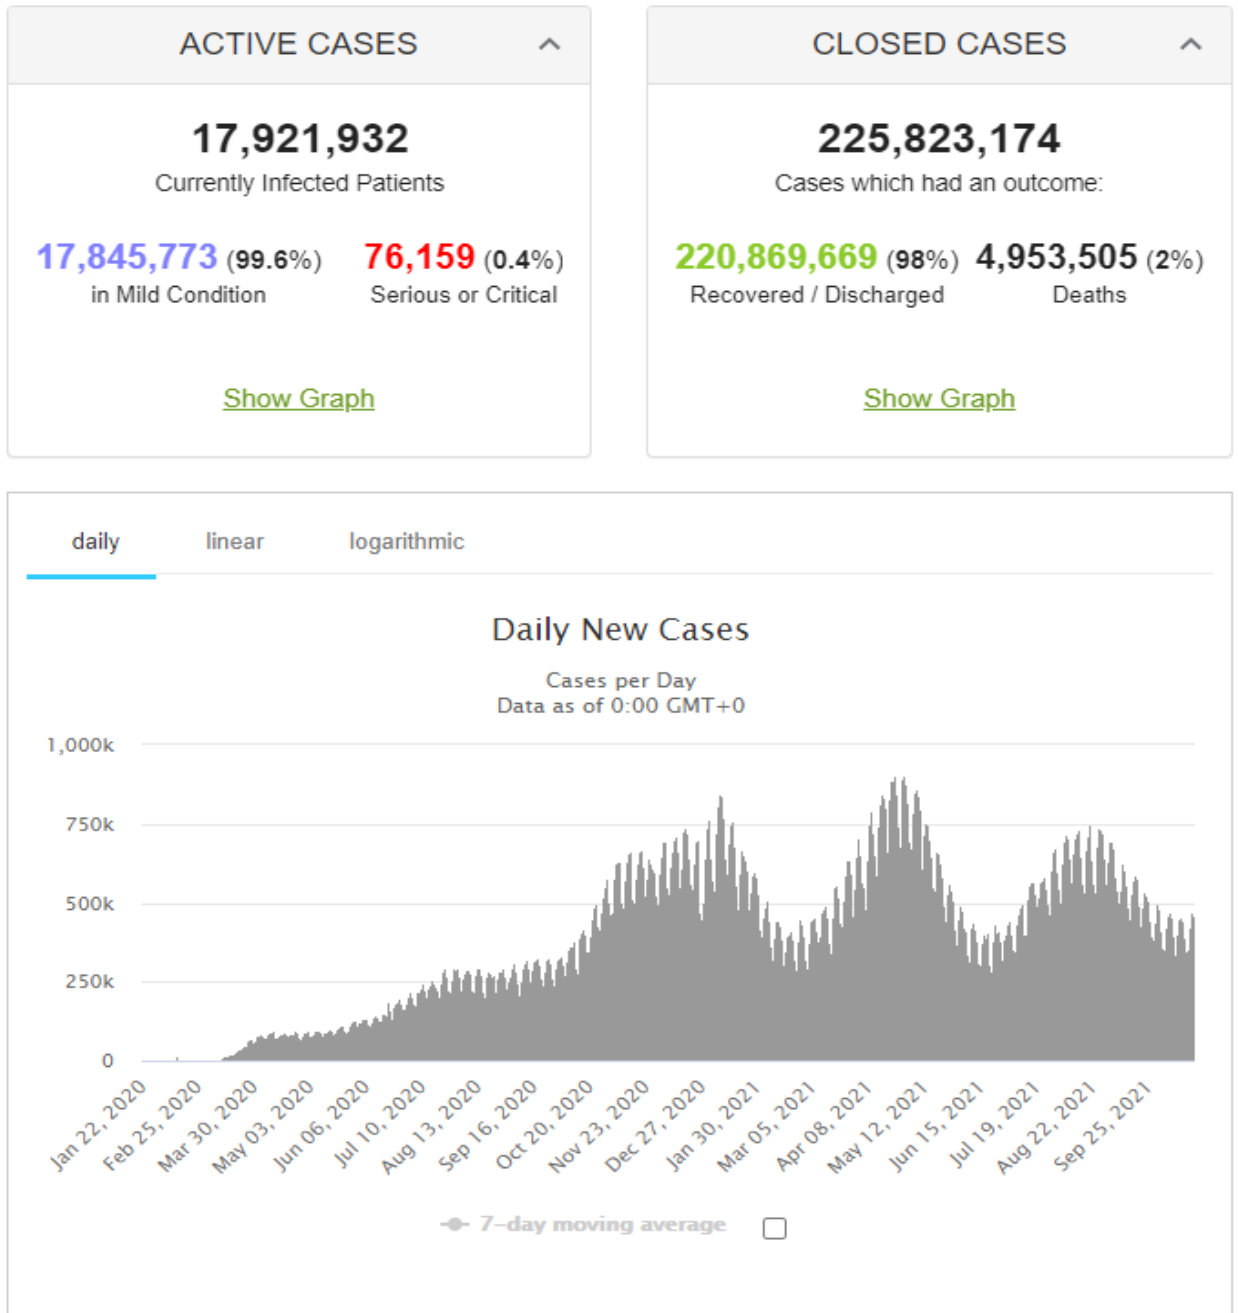 ACTIVE CASES
17,921,932
Currently Infected Patients
17,845,773 (99.6%) 76,159 (0.4%)
in Mild Condition Serious or Critical
Show Graph
CLOSED CASES
225,823,174
Cases which had an outcome:
220,869,669 (98%) 4,953,505 (2%)
Recovered / Discharged Deaths
Show Graph
daily linear logarithmic
Daily New Cases
Cases per Day
Data as of 0:00 GMT+0
1,000k
750k
500k
250k
0
Jan 22, 2020
Feb 25, 2020
Mar 30, 2020
May 03, 2020
Jun 06, 2020
Jul 10, 2020
Aug 13, 2020
Sep 16, 2020
Oct 20, 2020
Nov 23, 2020
Dec 27, 2020
Jan 30, 2021
Mar 05, 2021
Apr 08, 2021
May 12, 2021
Jun 15, 2021
Jul 19, 2021
Aug 22, 2021
Sep 25, 2021
7-day moving average